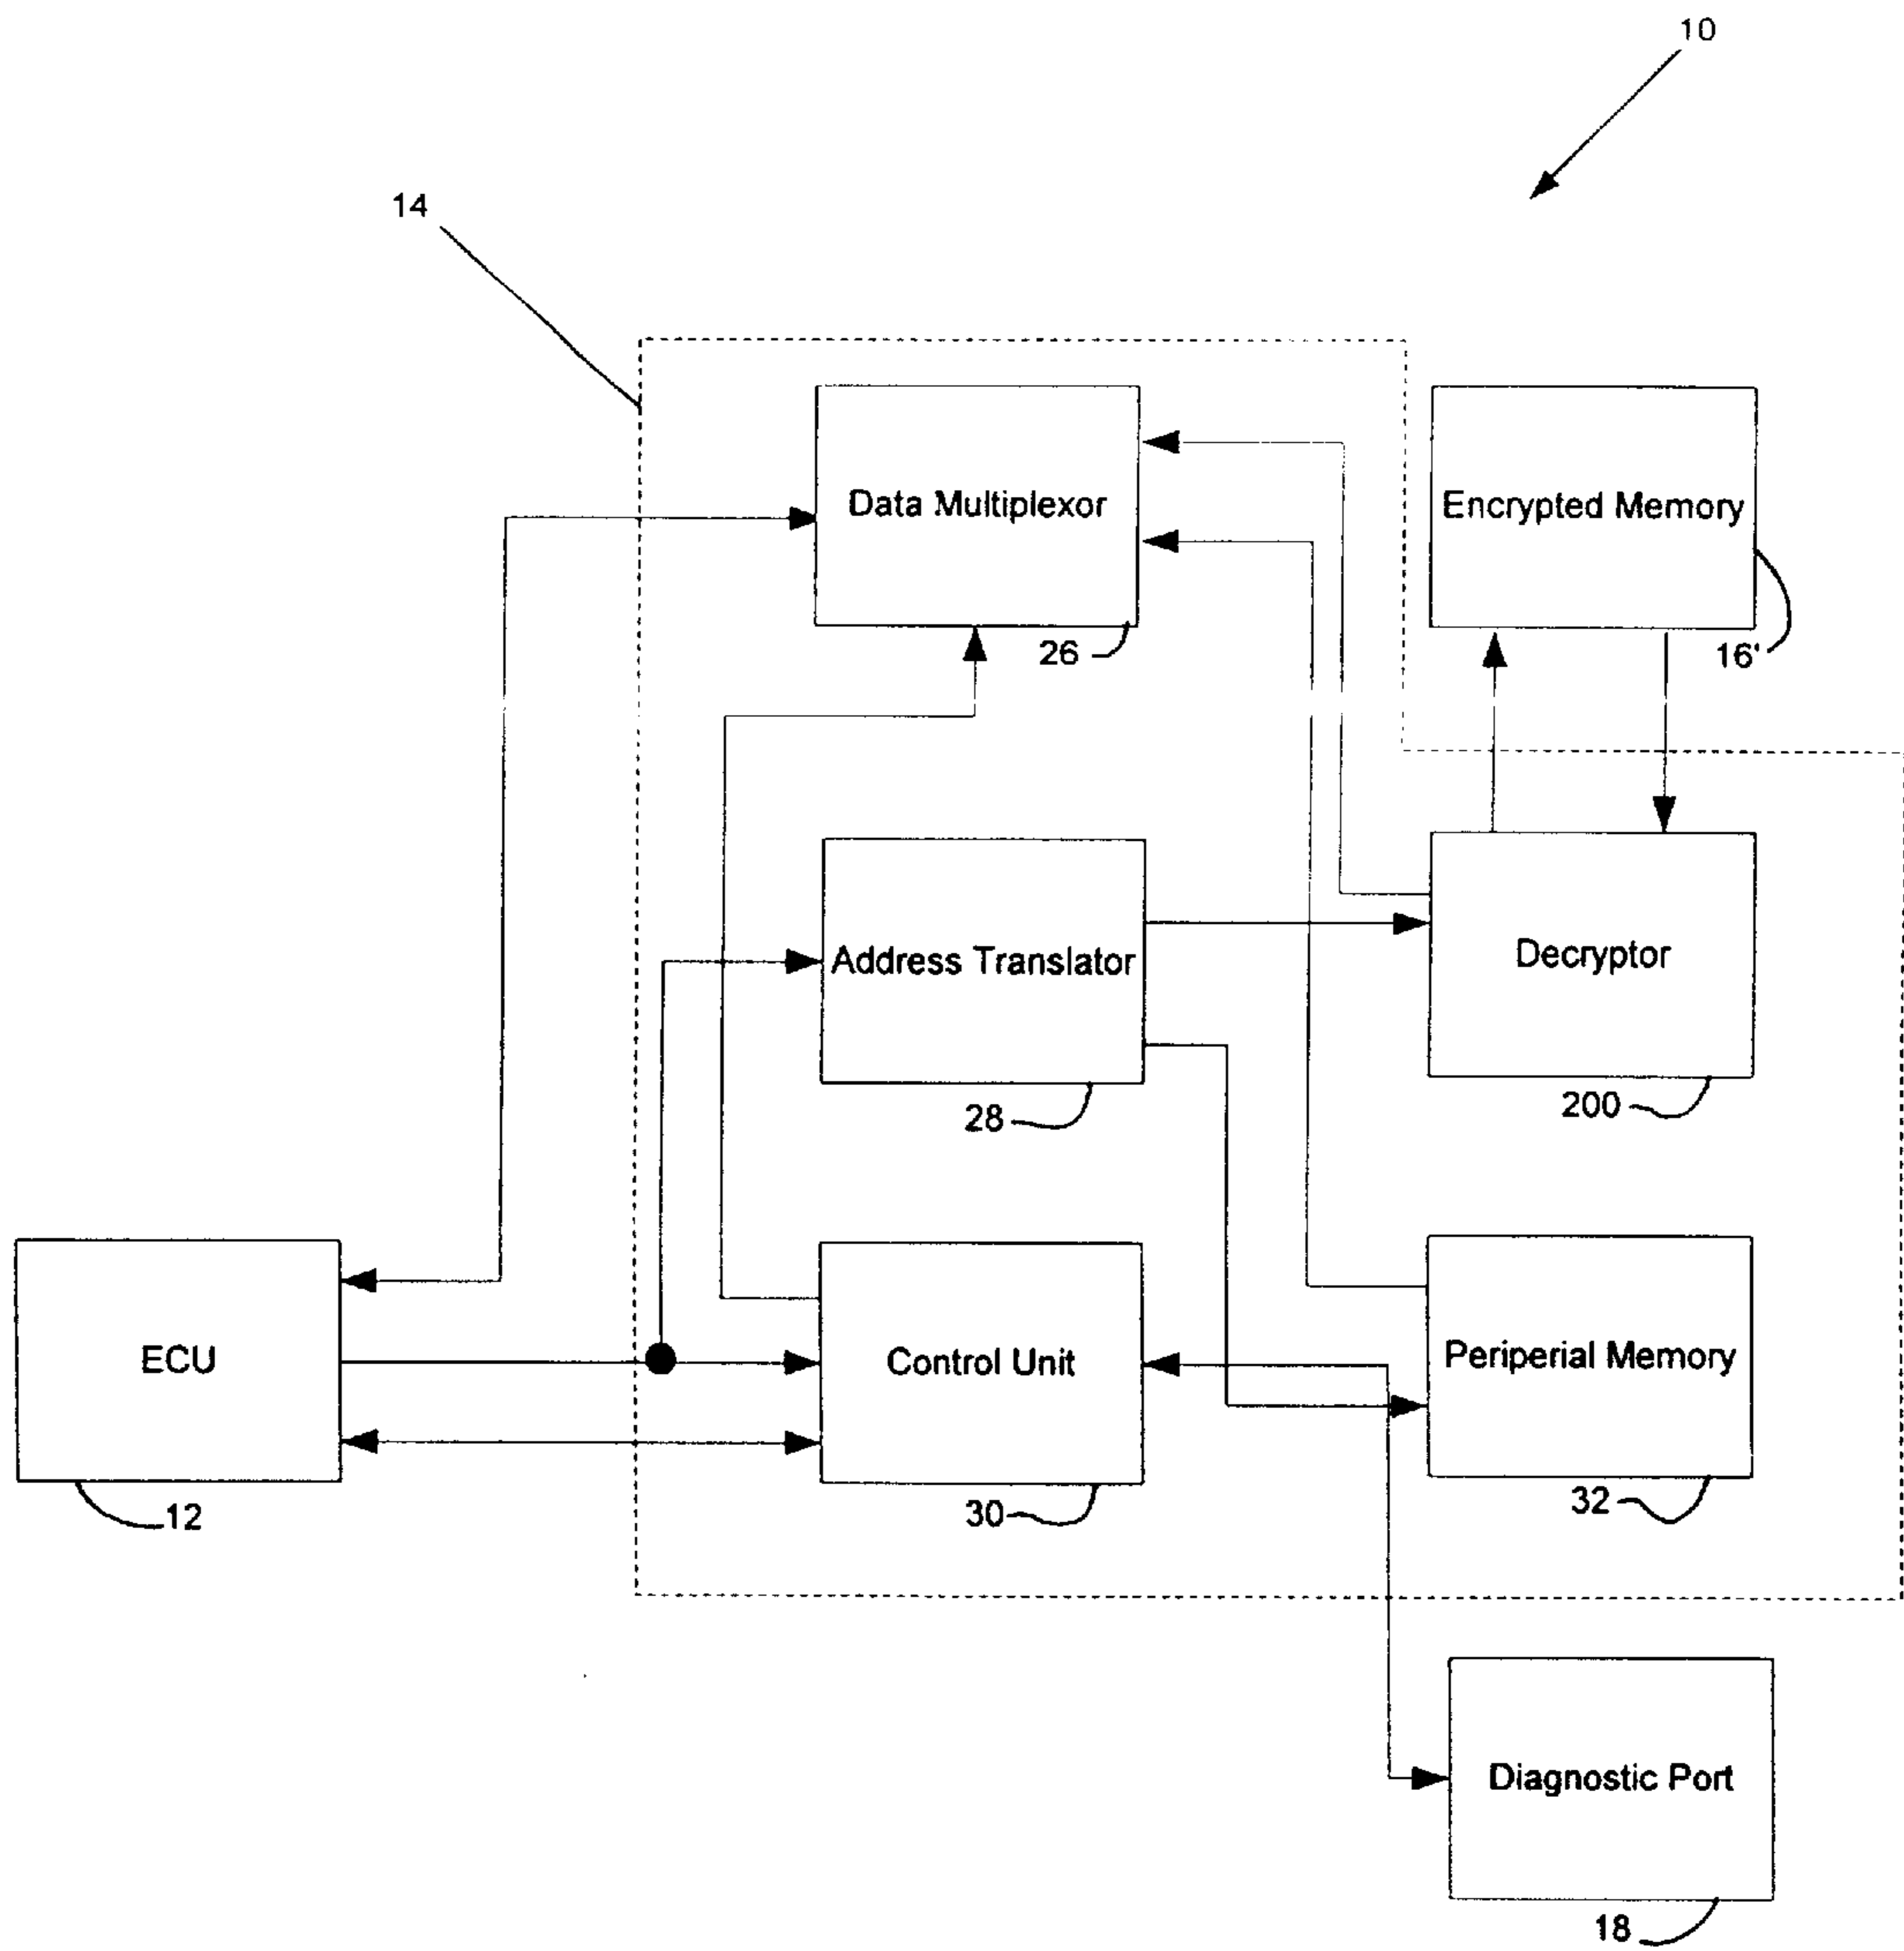 10
14
Data Multiplexor
Encrypted Memory
26
16'
Address Translator
Decryptor
28
200
ECU
Control Unit
Periperial Memory
12
30
32
Diagnostic Port
18